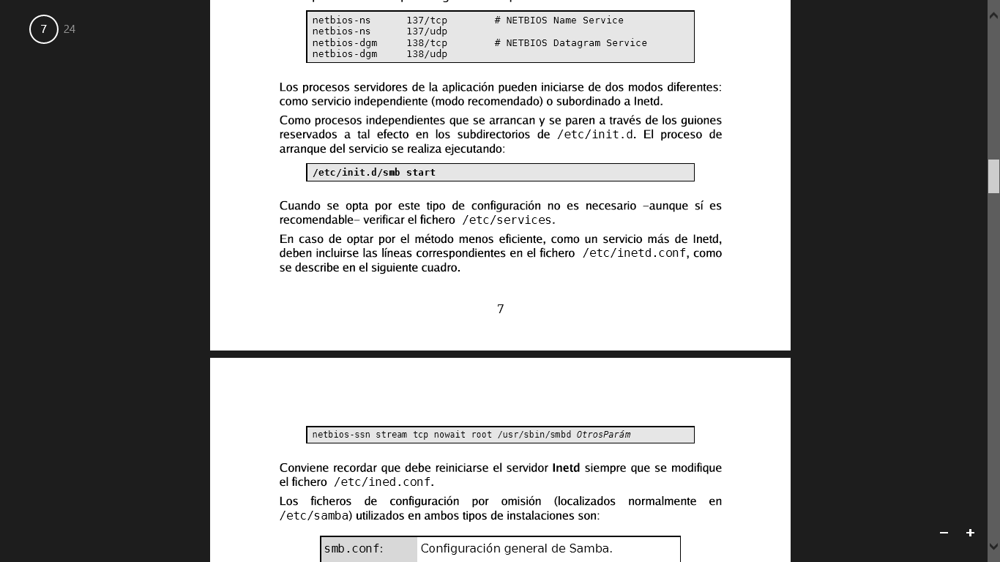 7 24
netbios-ns 137/tcp # NETBIOS Name Service
netbios-ns 137/udp
netbios-dgm 138/tcp # NETBIOS Datagram Service
netbios-dgm 138/udp
Los procesos servidores de la aplicación pueden iniciarse de dos modos diferentes:
como servicio independiente (modo recomendado) o subordinado a Inetd.
Como procesos independientes que se arrancan y se paren a través de los guiones
reservados a tal efecto en los subdirectorios de /etc/init.d. El proceso de
arranque del servicio se realiza ejecutando:
/etc/init.d/smb start
Cuando se opta por este tipo de configuración no es necesario –aunque sí es
recomendable– verificar el fichero /etc/services.
En caso de optar por el método menos eficiente, como un servicio más de Inetd,
deben incluirse las líneas correspondientes en el fichero /etc/inetd.conf, como
se describe en el siguiente cuadro.
7
netbios-ssn stream tcp nowait root /usr/sbin/smbd OtrosParám
Conviene recordar que debe reiniciarse el servidor Inetd siempre que se modifique
el fichero /etc/ined.conf.
Los ficheros de configuración por omisión (localizados normalmente en
/etc/samba) utilizados en ambos tipos de instalaciones son:
smb.conf: Configuración general de Samba.